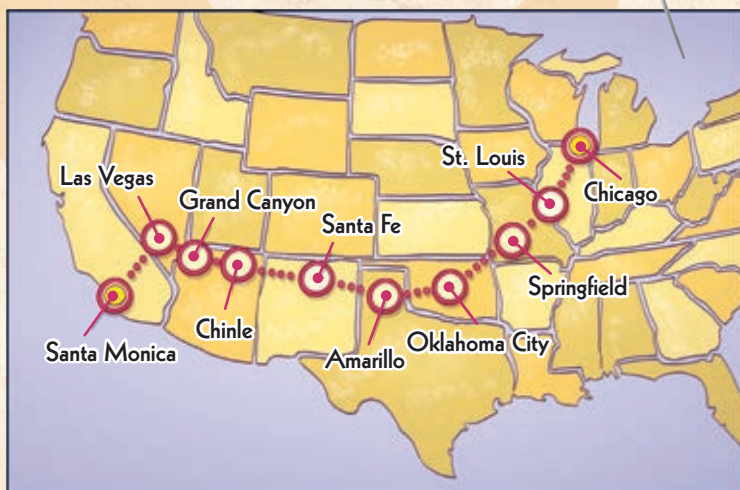 St. Louis
Las Vegas
Grand Canyon
Chicago
Santa Fe
Springfield
Chinle
Oklahoma City
Santa Monica
Amarillo